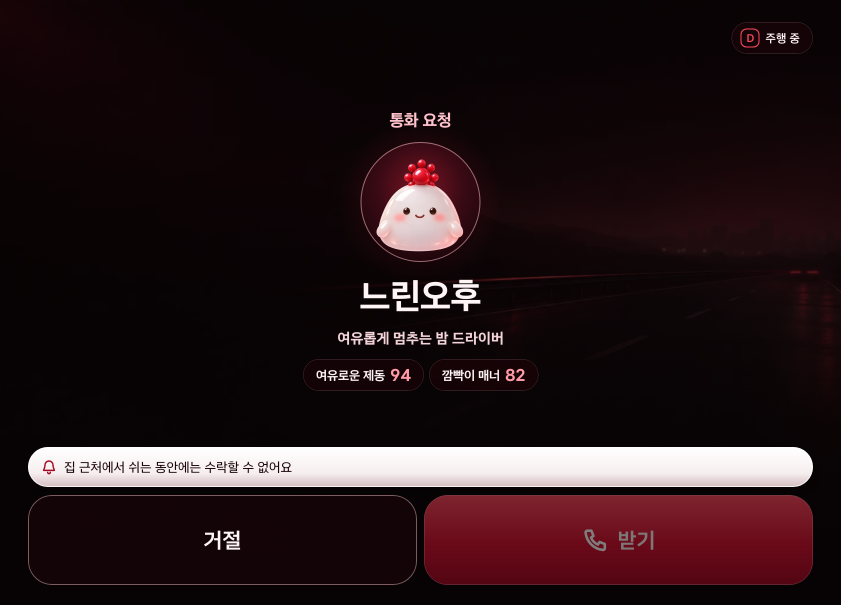 D 주행 중
통화 요청
느린오후
여유롭게 멈추는 밤 드라이버
여유로운 제동 94 깜빡이 매너 82
집 근처에서 쉬는 동안에는 수락할 수 없어요
거절 받기